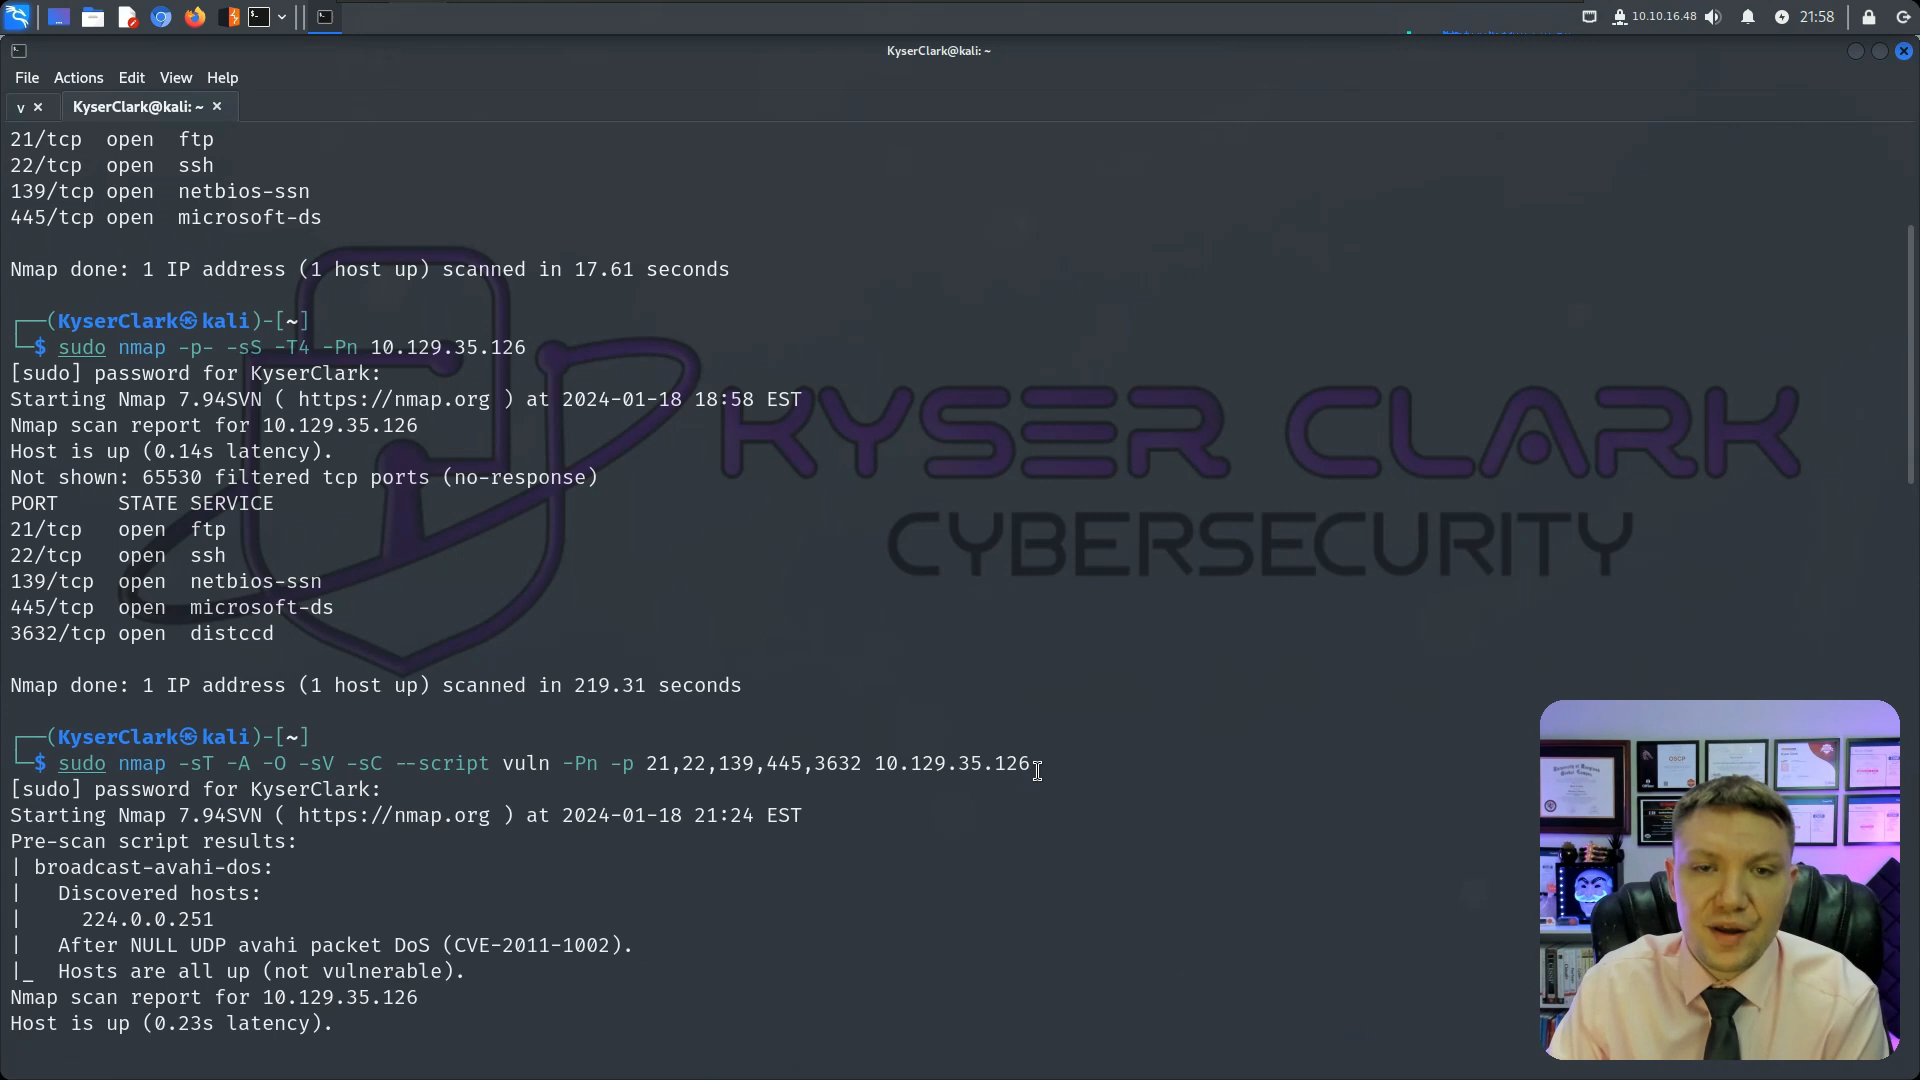 10.10.16.48
21:58
KyserClark@kali: ~
File Actions Edit View Help
v
KyserClark@kali: ~
21/tcp open ftp
22/tcp open ssh
139/tcp open netbios-ssn
445/tcp open microsoft-ds
Nmap done: 1 IP address (1 host up) scanned in 17.61 seconds
┌──(KyserClark㉿kali)-[~]
└─$ sudo nmap -p- -sS -T4 -Pn 10.129.35.126
[sudo] password for KyserClark:
Starting Nmap 7.94SVN ( https://nmap.org ) at 2024-01-18 18:58 EST
Nmap scan report for 10.129.35.126
Host is up (0.14s latency).
Not shown: 65530 filtered tcp ports (no-response)
PORT STATE SERVICE
21/tcp open ftp
22/tcp open ssh
139/tcp open netbios-ssn
445/tcp open microsoft-ds
3632/tcp open distccd
Nmap done: 1 IP address (1 host up) scanned in 219.31 seconds
┌──(KyserClark㉿kali)-[~]
└─$ sudo nmap -sT -A -O -sV -sC --script vuln -Pn -p 21,22,139,445,3632 10.129.35.126
[sudo] password for KyserClark:
Starting Nmap 7.94SVN ( https://nmap.org ) at 2024-01-18 21:24 EST
Pre-scan script results:
| broadcast-avahi-dos:
|   Discovered hosts:
|     224.0.0.251
|   After NULL UDP avahi packet DoS (CVE-2011-1002).
|_  Hosts are all up (not vulnerable).
Nmap scan report for 10.129.35.126
Host is up (0.23s latency).
KYSER CLARK
CYBERSECURITY
OSCP